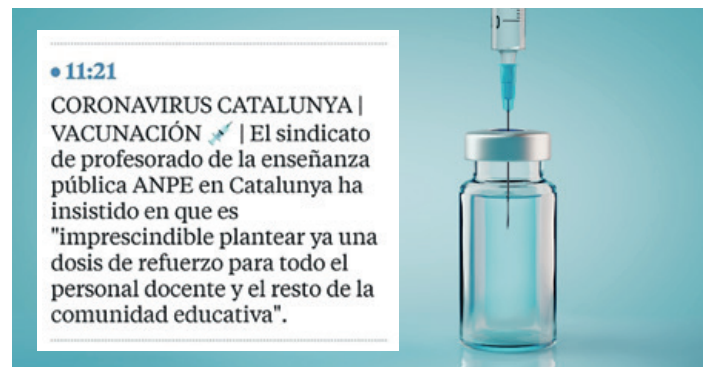 • 11:21
CORONAVIRUS CATALUNYA |
VACUNACIÓN 💉 | El sindicato
de profesorado de la enseñanza
pública ANPE en Catalunya ha
insistido en que es
"imprescindible plantear ya una
dosis de refuerzo para todo el
personal docente y el resto de la
comunidad educativa".